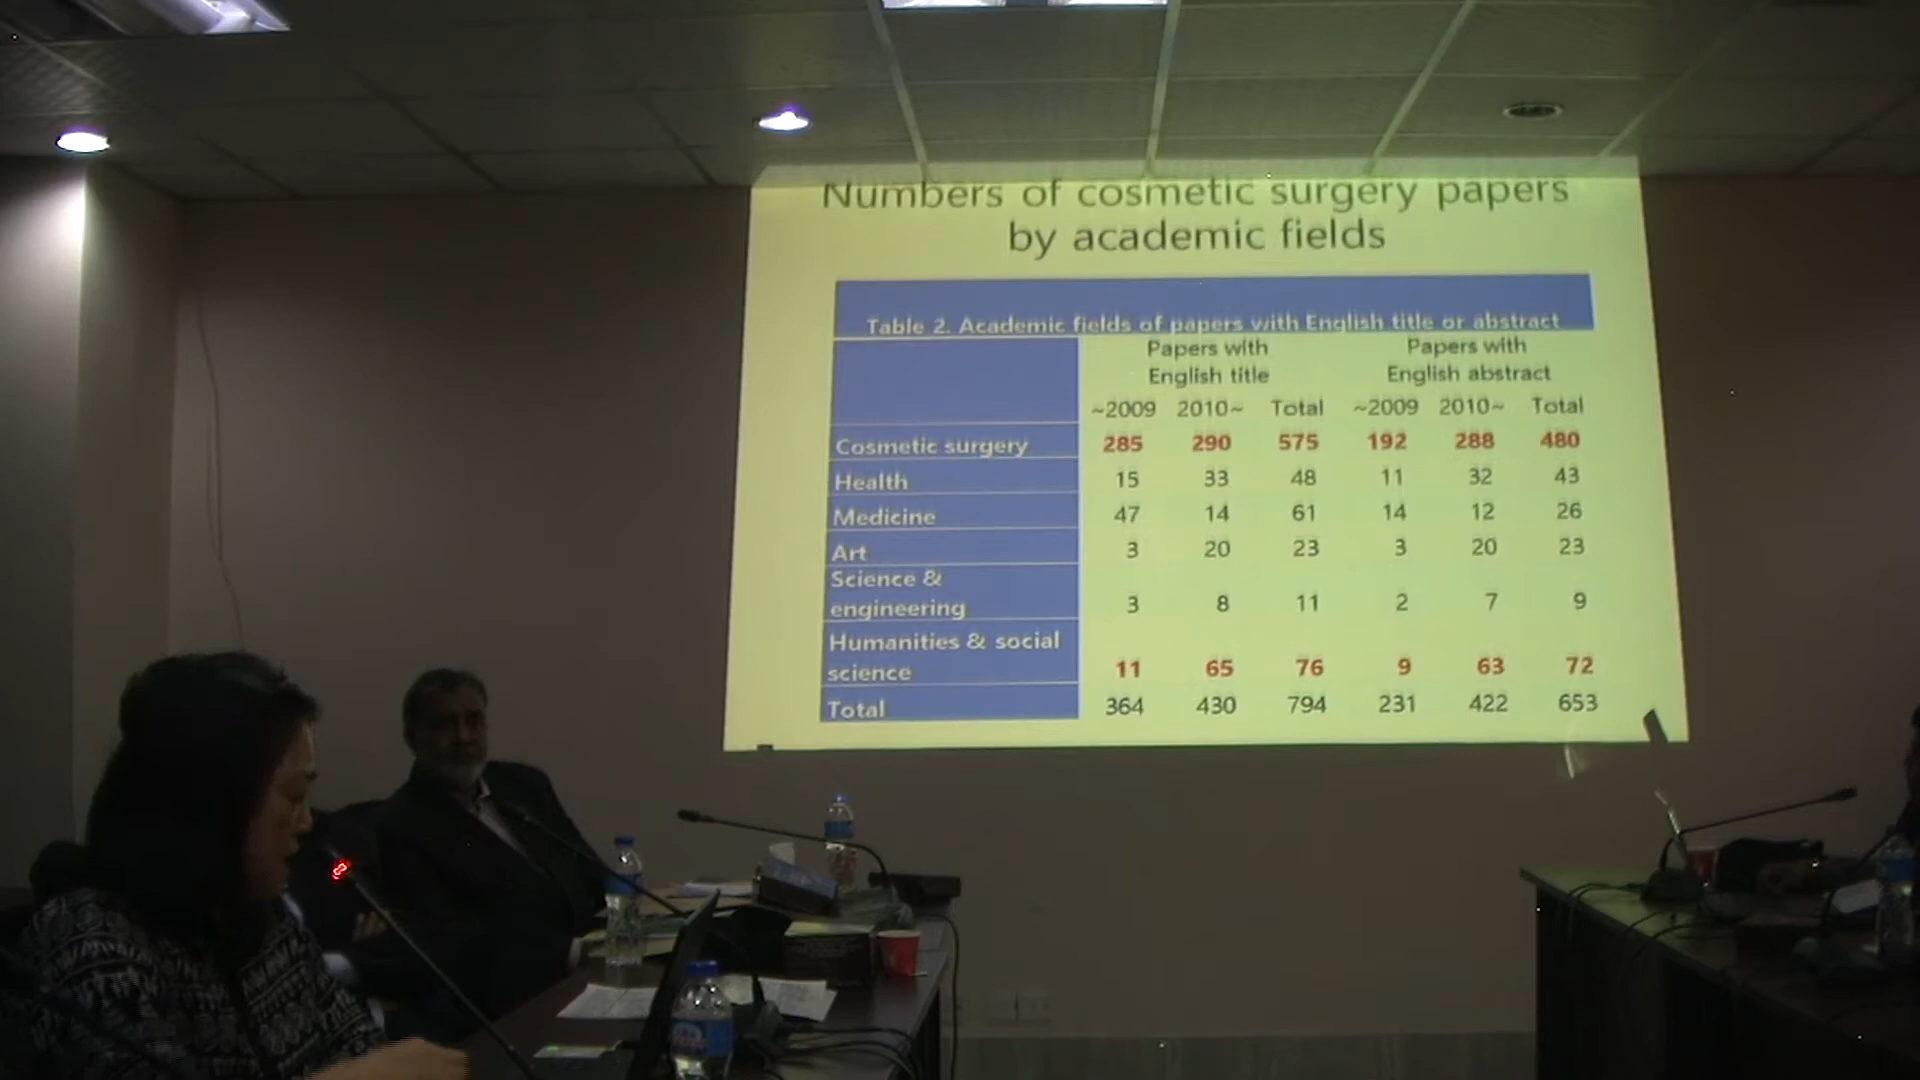 Numbers of cosmetic surgery papers
by academic fields
Table 2. Academic fields of papers with English title or abstract
Papers with English title Papers with English abstract
~2009 2010~ Total ~2009 2010~ Total
Cosmetic surgery 285 290 575 192 288 480
Health 15 33 48 11 32 43
Medicine 47 14 61 14 12 26
Art 3 20 23 3 20 23
Science & engineering 3 8 11 2 7 9
Humanities & social science 11 65 76 9 63 72
Total 364 430 794 231 422 653